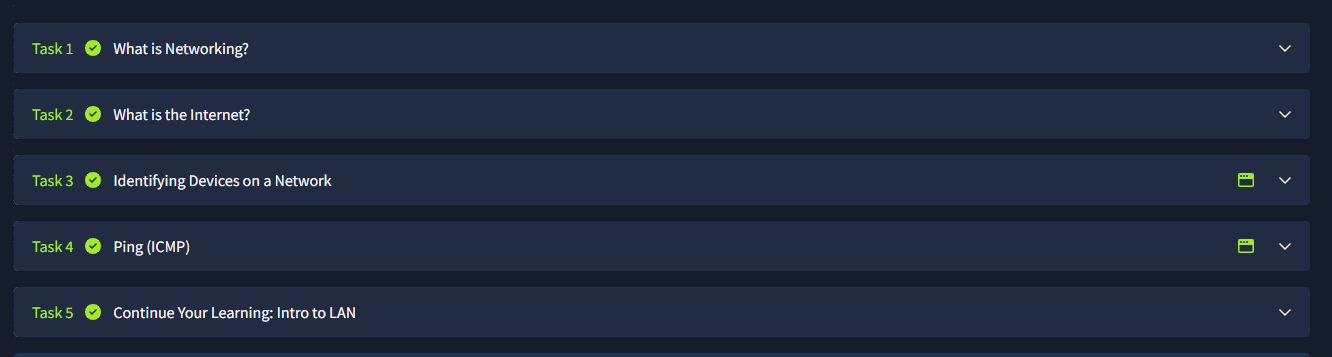 Task 1 What is Networking?
Task 2 What is the Internet?
Task 3 Identifying Devices on a Network
Task 4 Ping (ICMP)
Task 5 Continue Your Learning: Intro to LAN